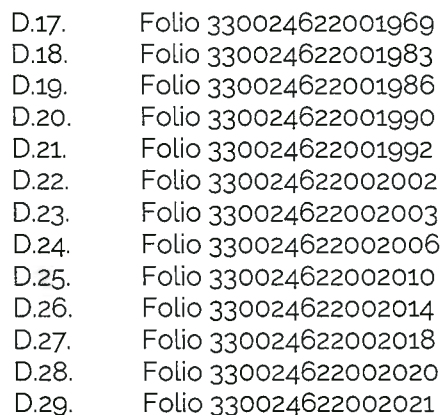 D.17. Folio 330024622001969
D.18. Folio 330024622001983
D.19. Folio 330024622001986
D.20. Folio 330024622001990
D.21. Folio 330024622001992
D.22. Folio 330024622002002
D.23. Folio 330024622002003
D.24. Folio 330024622002006
D.25. Folio 330024622002010
D.26. Folio 330024622002014
D.27. Folio 330024622002018
D.28. Folio 330024622002020
D.29. Folio 330024622002021